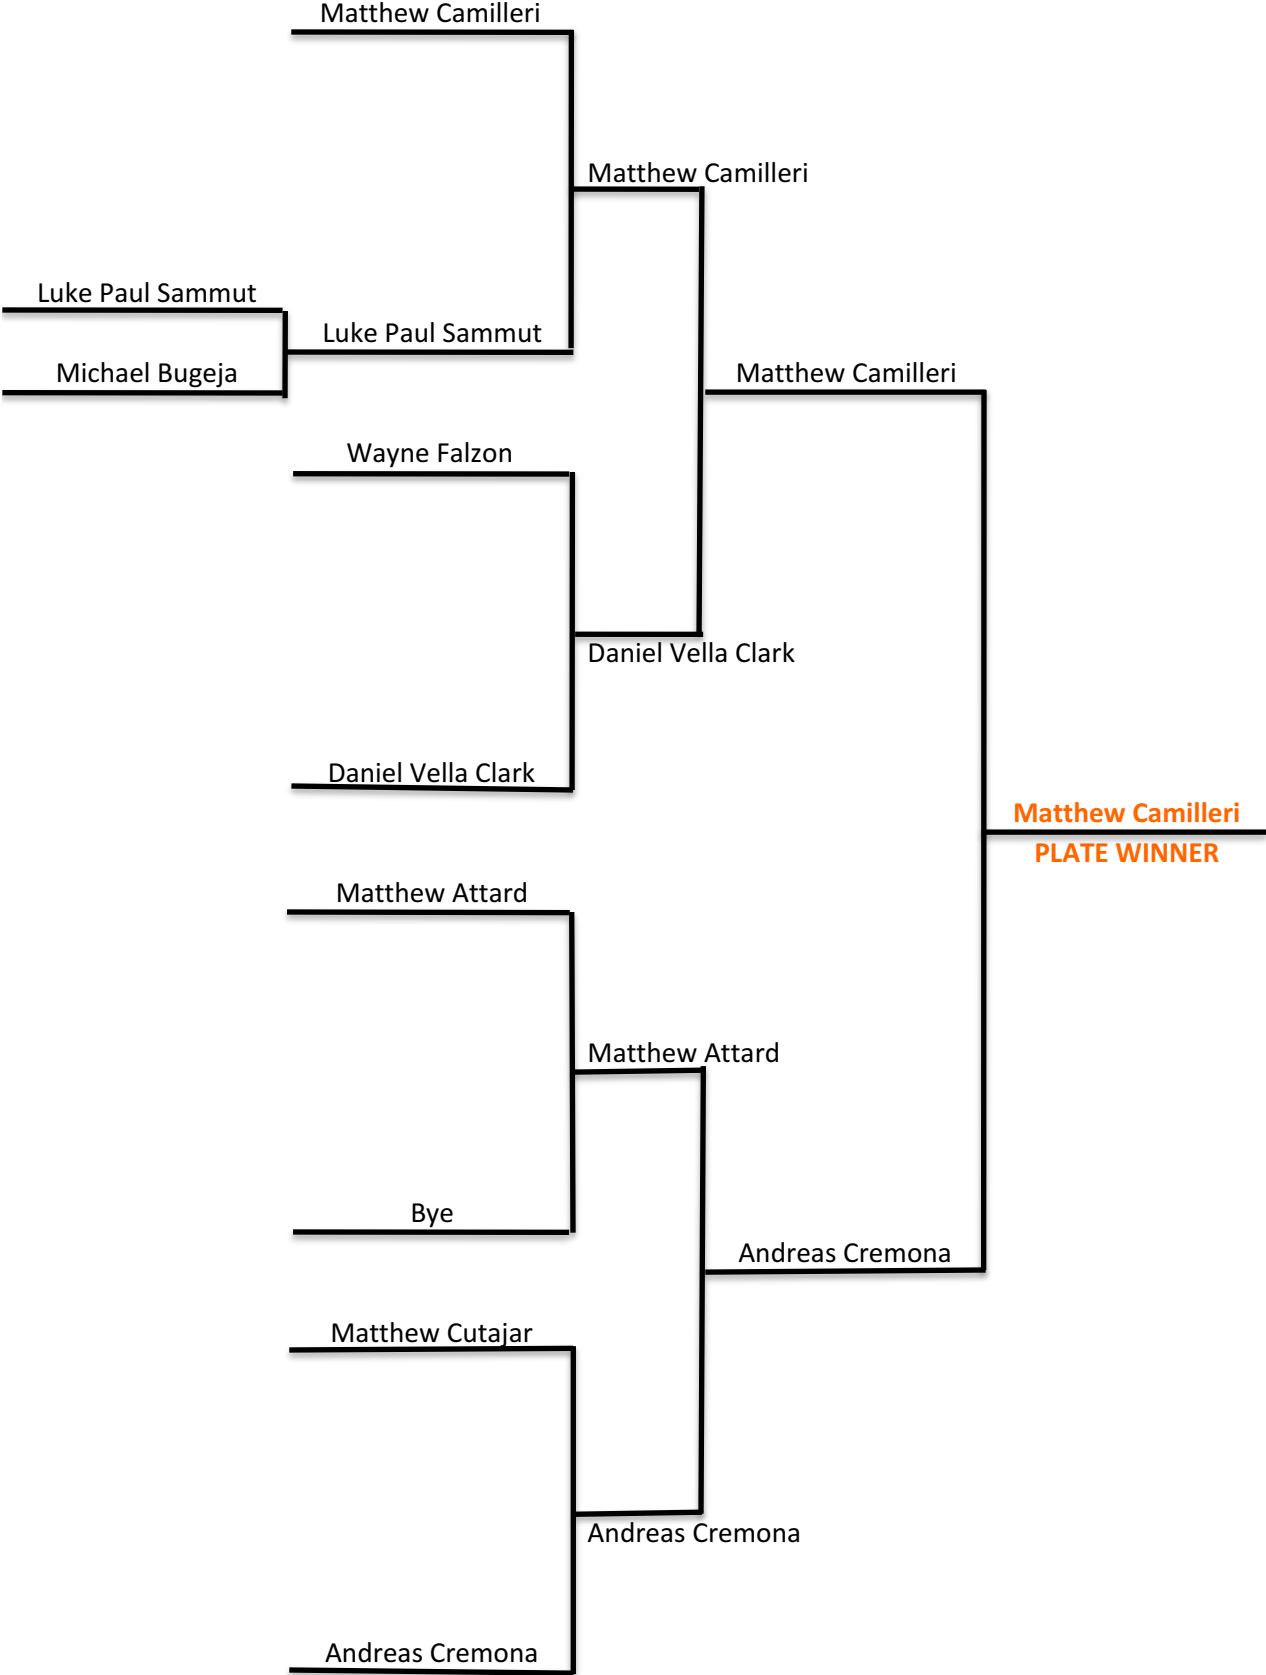 Matthew Camilleri
Matthew Camilleri
Luke Paul Sammut
Luke Paul Sammut
Michael Bugeja
Matthew Camilleri
Wayne Falzon
Daniel Vella Clark
Daniel Vella Clark
Matthew Camilleri
PLATE WINNER
Matthew Attard
Matthew Attard
Bye
Andreas Cremona
Matthew Cutajar
Andreas Cremona
Andreas Cremona